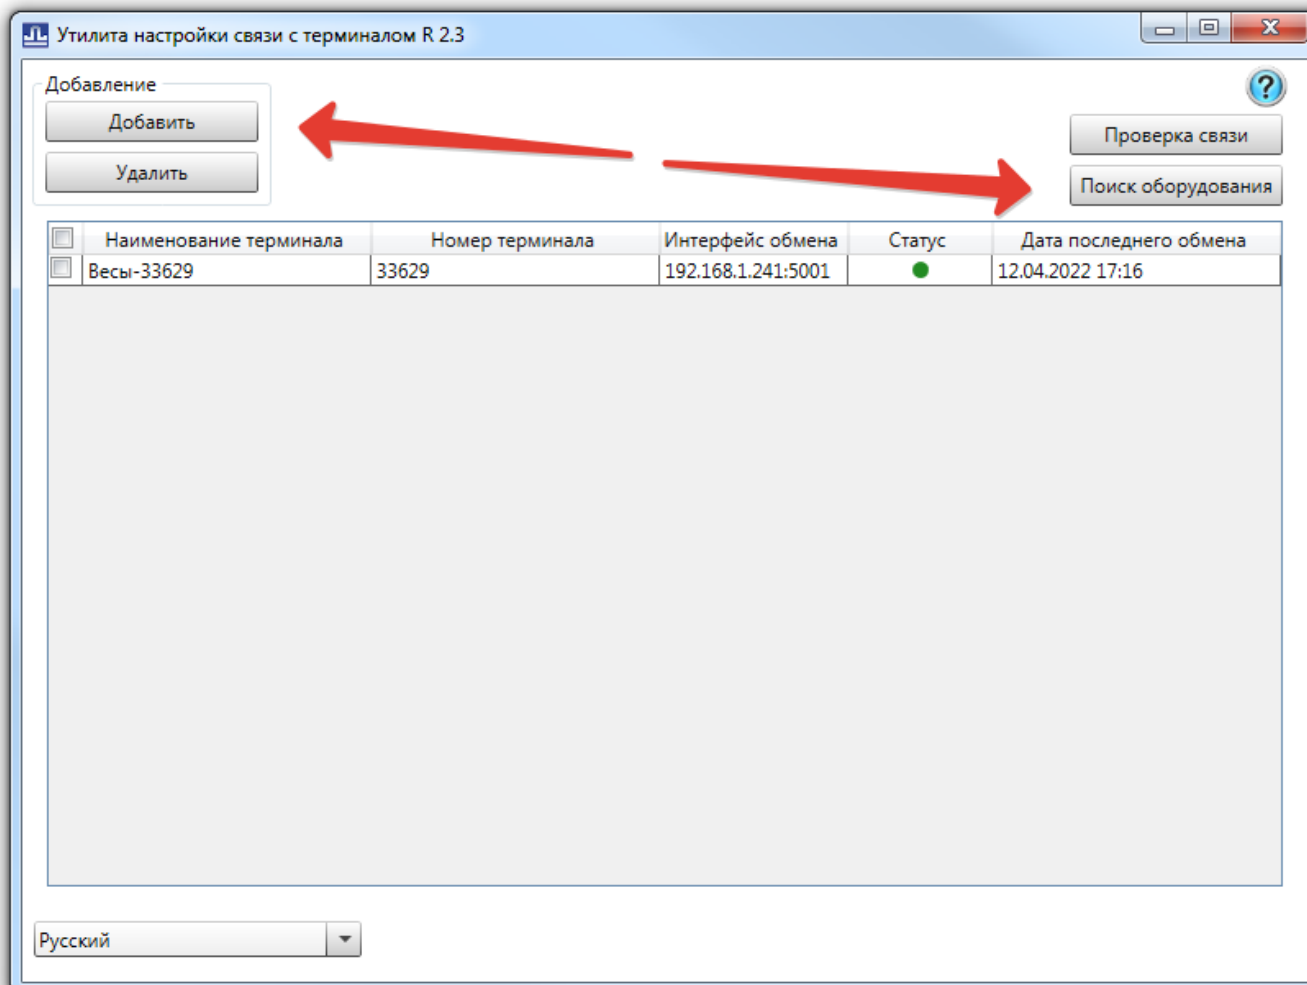 Утилита настройки связи с терминалом R 2.3
Добавление
Добавить
Удалить
?
Проверка связи
Поиск оборудования
Наименование терминала Номер терминала Интерфейс обмена Статус Дата последнего обмена
Весы-33629 33629 192.168.1.241:5001 12.04.2022 17:16
Русский